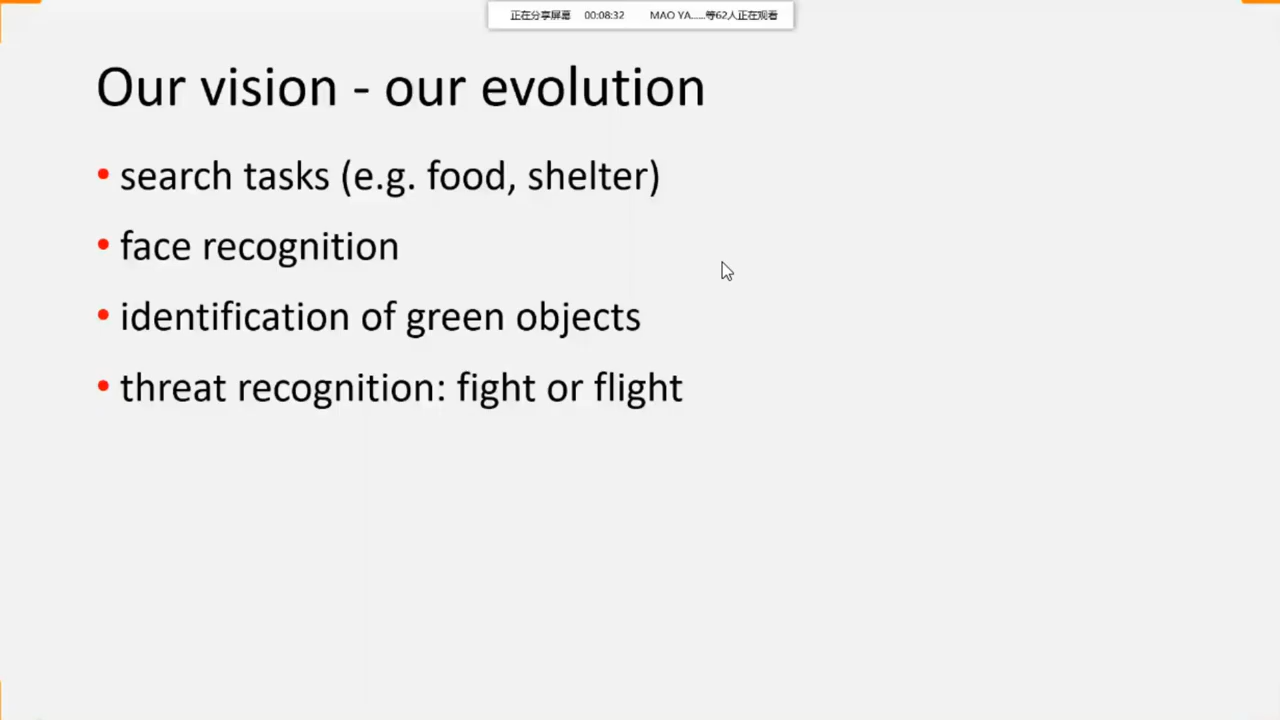 正在分享屏幕 00:08:32 MAO YA......等62人正在观看
Our vision - our evolution
• search tasks (e.g. food, shelter)
• face recognition
• identification of green objects
• threat recognition: fight or flight